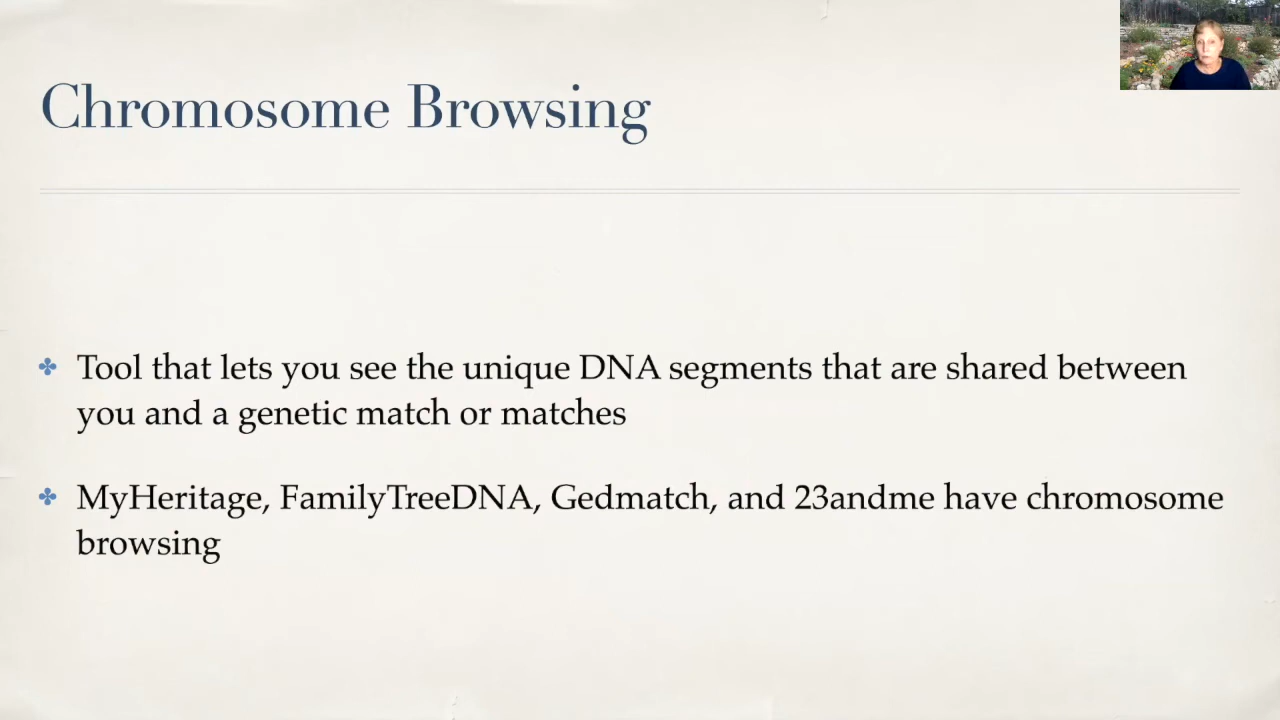 Chromosome Browsing
Tool that lets you see the unique DNA segments that are shared between
you and a genetic match or matches
MyHeritage, FamilyTreeDNA, Gedmatch, and 23andme have chromosome
browsing